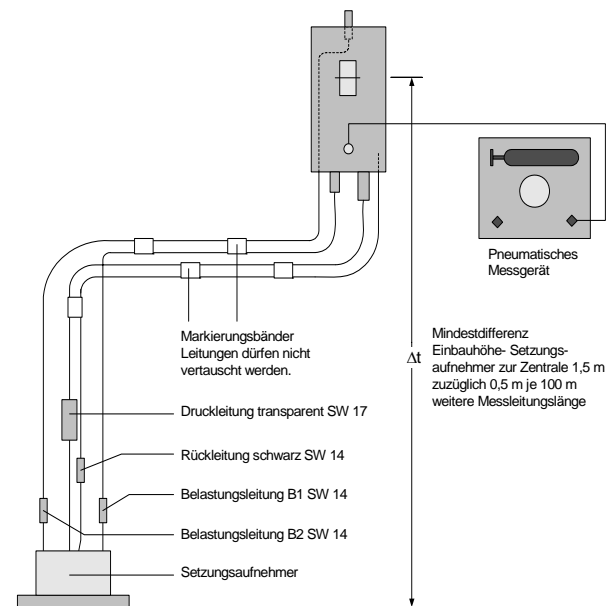 Pneumatisches
Messgerät
Markierungsbänder
Leitungen dürfen nicht
vertauscht werden.
Δt
Mindestdifferenz
Einbauhöhe- Setzungs-
aufnehmer zur Zentrale 1,5 m
zuzüglich 0,5 m je 100 m
weitere Messleitungslänge
Druckleitung transparent SW 17
Rückleitung schwarz SW 14
Belastungsleitung B1 SW 14
Belastungsleitung B2 SW 14
Setzungsaufnehmer